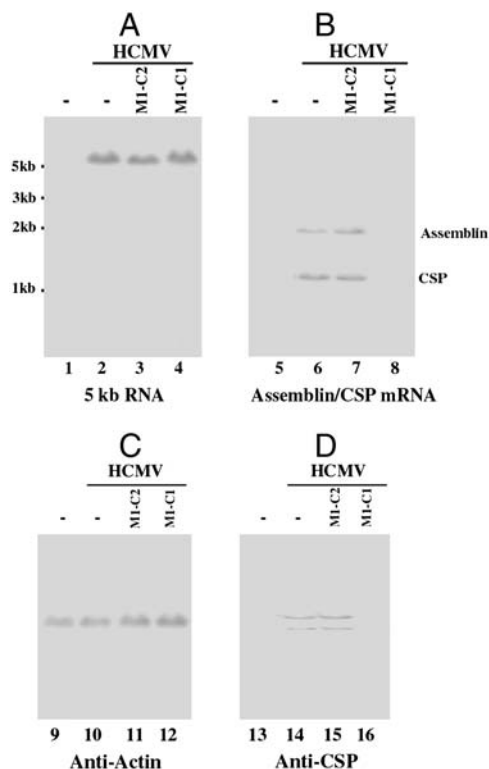 A
B
HCMV
HCMV
- - M1-C2 M1-C1
- - M1-C2 M1-C1
5kb
3kb
2kb
1kb
Assemblin
CSP
1 2 3 4
5 6 7 8
5 kb RNA
Assemblin/CSP mRNA
C
D
HCMV
HCMV
- - M1-C2 M1-C1
- - M1-C2 M1-C1
9 10 11 12
13 14 15 16
Anti-Actin
Anti-CSP